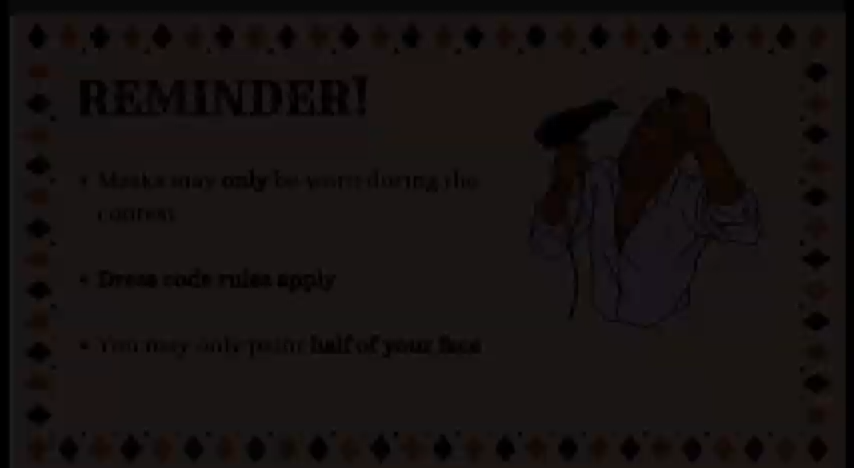 REMINDER!
• Masks may only be worn during the
contest
• Dress code rules apply
• You may only paint half of your face